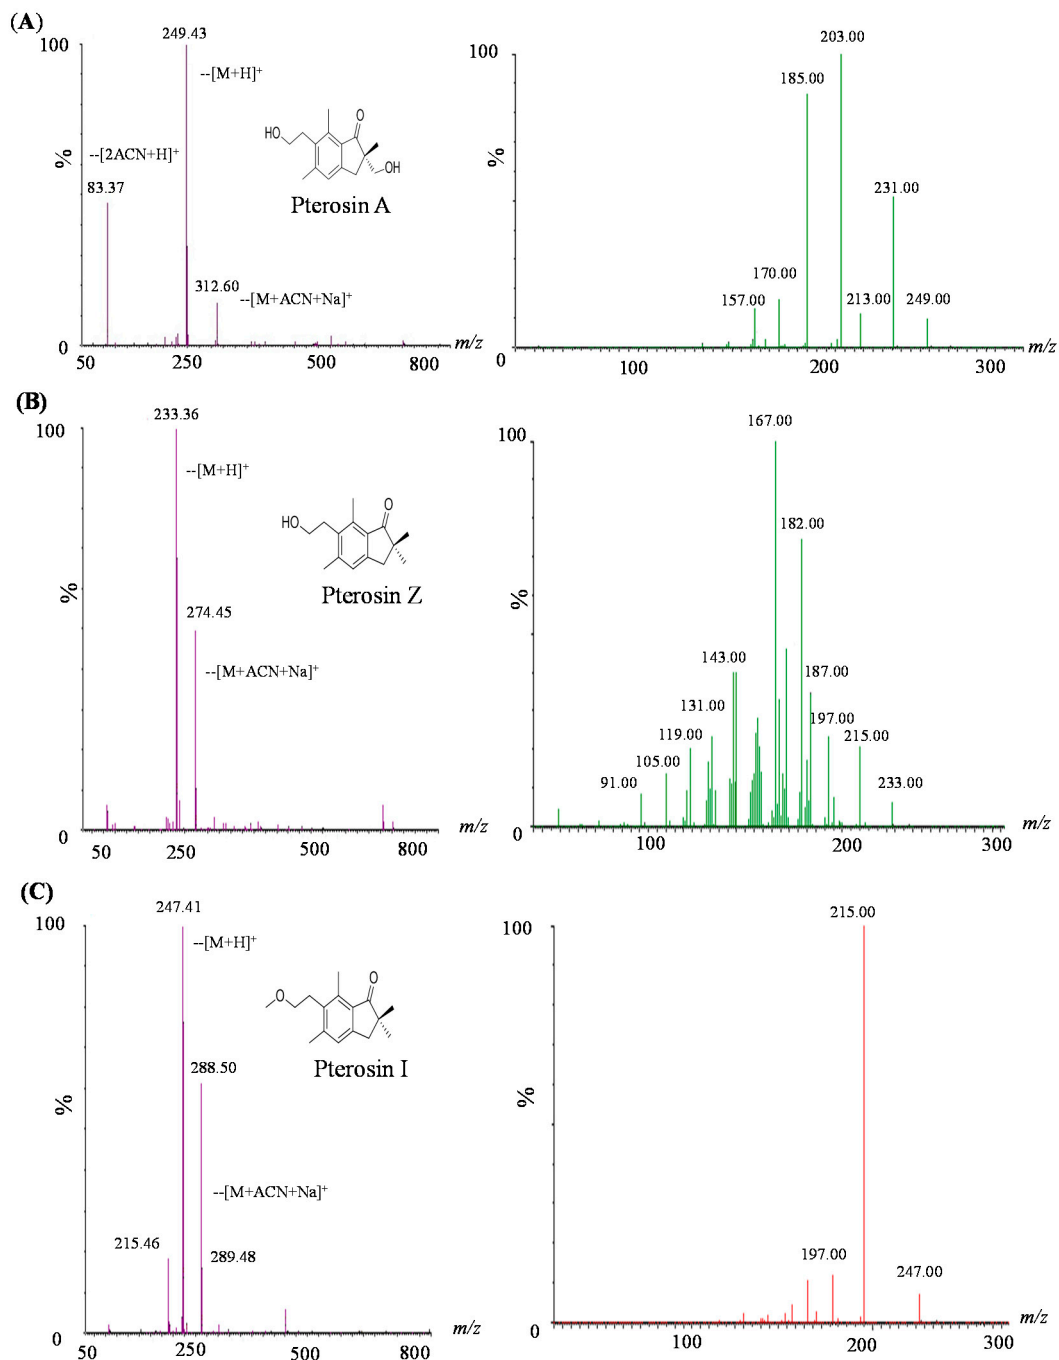 (A)
249.43
100
--[M+H]+
HO
O
OH
--[2ACN+H]+
83.37
%
Pterosin A
312.60
--[M+ACN+Na]+
0
50
250
500
800
m/z
203.00
100
185.00
%
231.00
170.00
157.00
213.00
249.00
0
100
200
300
m/z
(B)
233.36
100
--[M+H]+
HO
O
274.45
%
Pterosin Z
--[M+ACN+Na]+
0
50
250
500
800
m/z
167.00
100
182.00
%
143.00
187.00
131.00
197.00
119.00
215.00
105.00
91.00
233.00
0
100
200
300
m/z
(C)
247.41
100
--[M+H]+
O
O
288.50
Pterosin I
%
--[M+ACN+Na]+
215.46
289.48
0
50
250
500
800
m/z
215.00
100
%
197.00
247.00
0
100
200
300
m/z